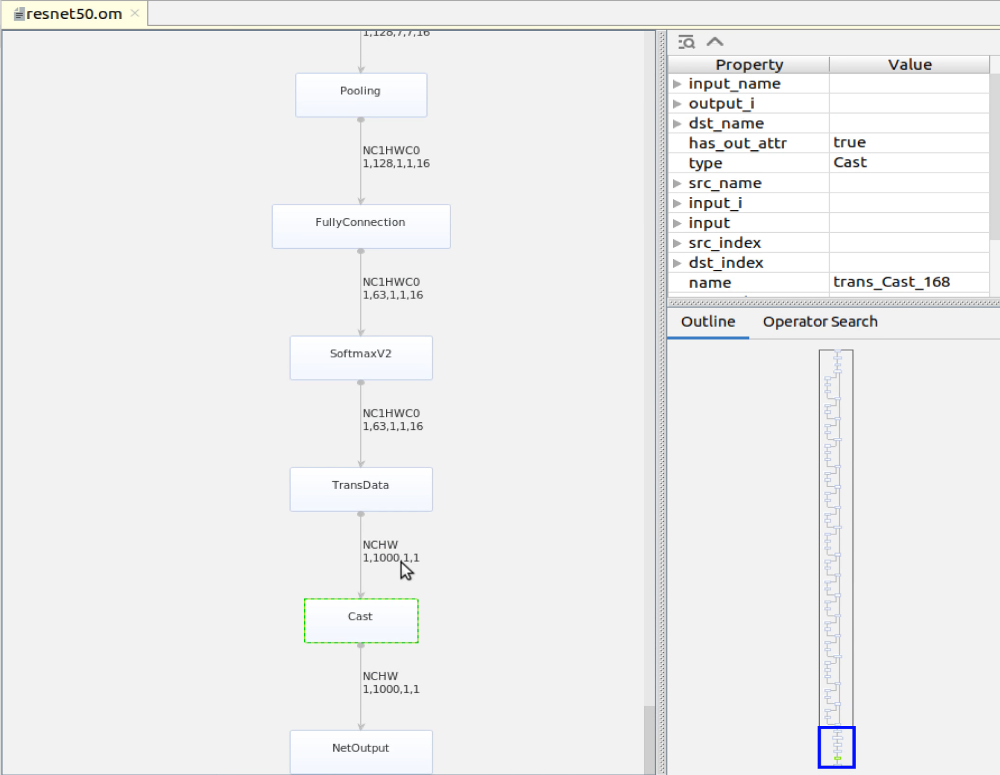 resnet50.om
1,128,7,7,16
Pooling
NC1HWC0
1,128,1,1,16
FullyConnection
NC1HWC0
1,63,1,1,16
SoftmaxV2
NC1HWC0
1,63,1,1,16
TransData
NCHW
1,1000,1,1
Cast
NCHW
1,1000,1,1
NetOutput
Property Value
input_name
output_i
dst_name
has_out_attr true
type Cast
src_name
input_i
input
src_index
dst_index
name trans_Cast_168
Outline Operator Search